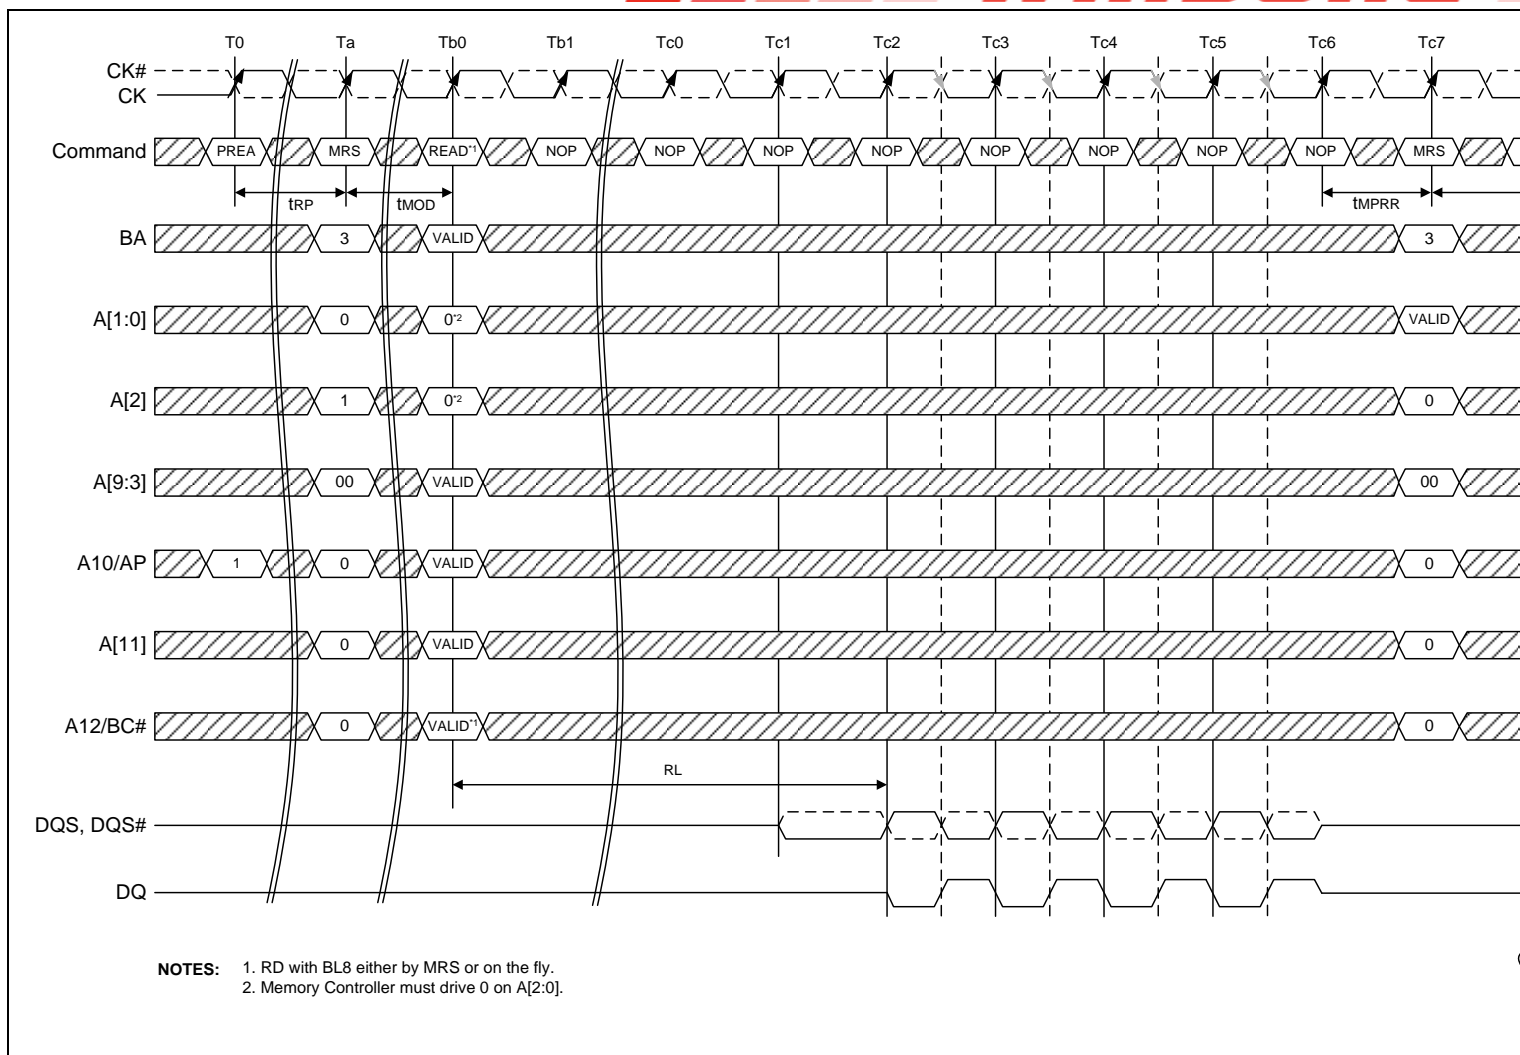 T0 Ta Tb0 Tb1 Tc0 Tc1 Tc2 Tc3 Tc4 Tc5 Tc6 Tc7
CK#
CK
Command PREA MRS READ*1 NOP NOP NOP NOP NOP NOP NOP NOP MRS
tRP tMOD tMPRR
BA 3 VALID 3
A[1:0] 0 0*2 VALID
A[2] 1 0*2 0
A[9:3] 00 VALID 00
A10/AP 1 0 VALID 0
A[11] 0 VALID 0
A12/BC# 0 VALID*1 0
RL
DQS, DQS#
DQ
NOTES: 1. RD with BL8 either by MRS or on the fly.
2. Memory Controller must drive 0 on A[2:0].